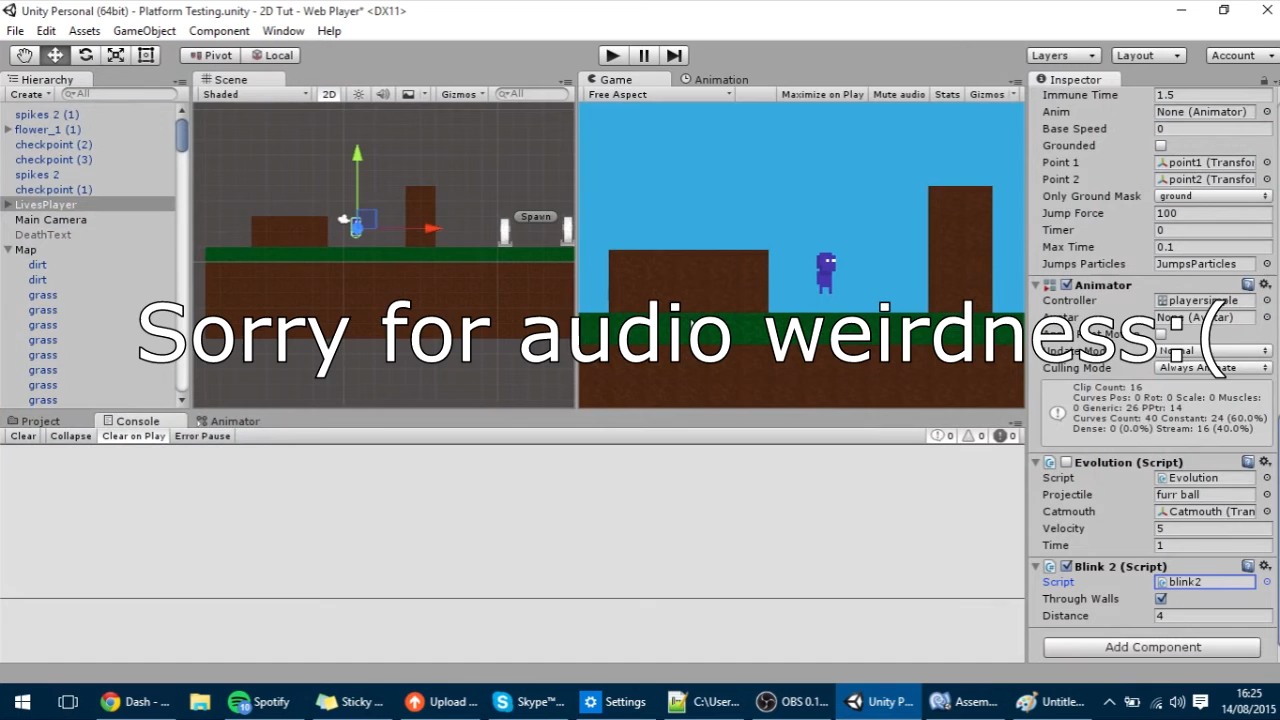 Unity Personal (64bit) - Platform Testing.unity - 2D Tut - Web Player* <DX11>
File Edit Assets GameObject Component Window Help
Pivot Local Layers Layout Account
Hierarchy Scene Game Animation Inspector
Create All Shaded 2D Gizmos All Free Aspect Maximize on Play Mute audio Stats Gizmos
Immune Time 1.5
Anim None (Animator)
Base Speed 0
Grounded
Point 1 point1 (Transfo
Point 2 point2 (Transfo
Only Ground Mask ground
Jump Force 100
Timer 0
Max Time 0.1
Jumps Particles JumpsParticles
spikes 2 (1)
flower_1 (1)
checkpoint (2)
checkpoint (3)
spikes 2
checkpoint (1)
LivesPlayer
Main Camera
DeathText
Map
dirt
dirt
grass
grass
grass
grass
grass
grass
grass
grass
Spawn
Sorry for audio weirdness:(
Animator
Controller
Culling Mode Always Animate
Clip Count: 16
Curves Pos: 0 Rot: 0 Scale: 0 Muscles:
0 Generic: 26 PPtr: 14
Curves Count: 40 Constant: 24 (60.0%)
Dense: 0 (0.0%) Stream: 16 (40.0%)
Evolution (Script)
Script Evolution
Projectile furr ball
Catmouth Catmouth (Tran
Velocity 5
Time 1
Blink 2 (Script)
Script blink2
Through Walls
Distance 4
Add Component
Project Console Animator
Clear Collapse Clear on Play Error Pause 0 0 0
Dash - ... Spotify Sticky ... Upload ... Skype™... Settings C:\User... OBS 0.1... Unity P... Assem... Untitle...
16:25
14/08/2015